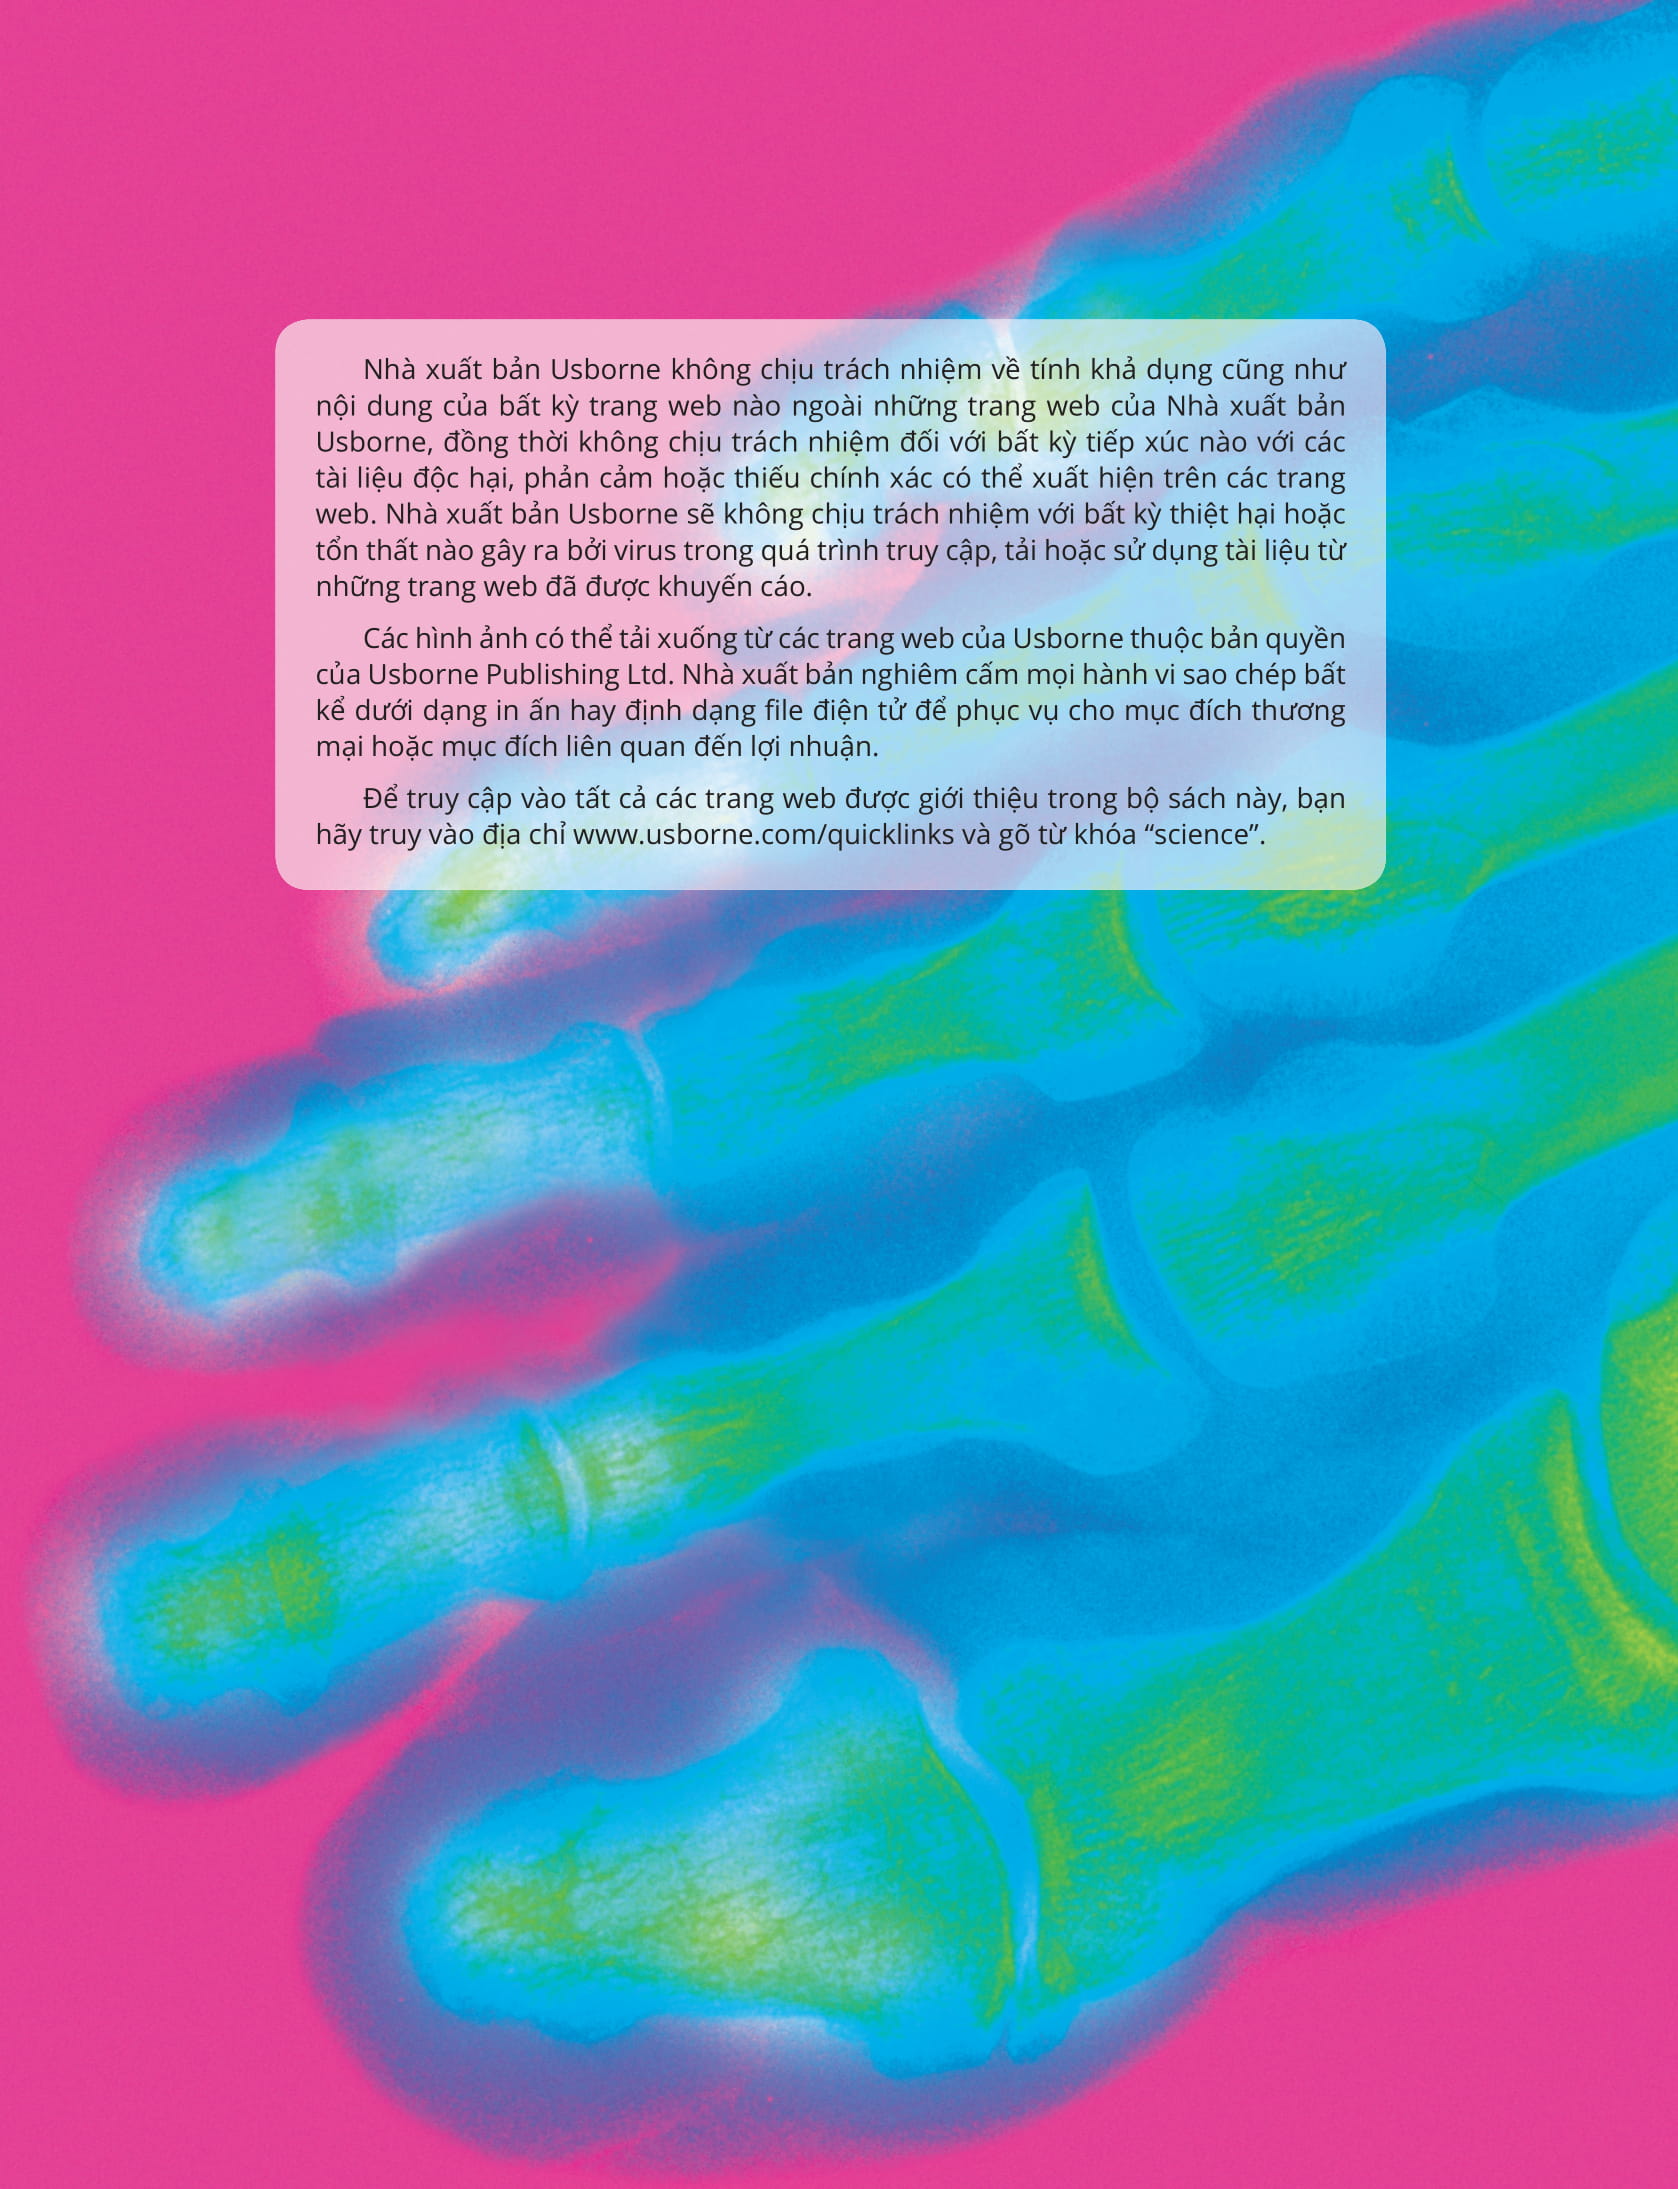 Nhà xuất bản Usborne không chịu trách nhiệm về tính khả dụng cũng như
nội dung của bất kỳ trang web nào ngoài những trang web của Nhà xuất bản
Usborne, đồng thời không chịu trách nhiệm đối với bất kỳ tiếp xúc nào với các
tài liệu độc hại, phản cảm hoặc thiếu chính xác có thể xuất hiện trên các trang
web. Nhà xuất bản Usborne sẽ không chịu trách nhiệm với bất kỳ thiệt hại hoặc
tổn thất nào gây ra bởi virus trong quá trình truy cập, tải hoặc sử dụng tài liệu từ
những trang web đã được khuyến cáo.
Các hình ảnh có thể tải xuống từ các trang web của Usborne thuộc bản quyền
của Usborne Publishing Ltd. Nhà xuất bản nghiêm cấm mọi hành vi sao chép bất
kể dưới dạng in ấn hay định dạng file điện tử để phục vụ cho mục đích thương
mại hoặc mục đích liên quan đến lợi nhuận.
Để truy cập vào tất cả các trang web được giới thiệu trong bộ sách này, bạn
hãy truy vào địa chỉ www.usborne.com/quicklinks và gõ từ khóa “science”.